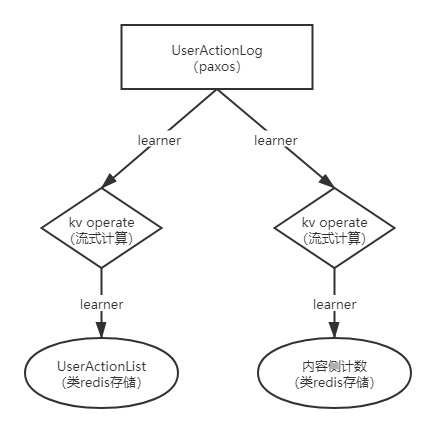 UserActionLog
（paxos）
learner
learner
kv operate
（流式计算）
kv operate
（流式计算）
learner
learner
UserActionList
（类redis存储）
内容侧计数
（类redis存储）